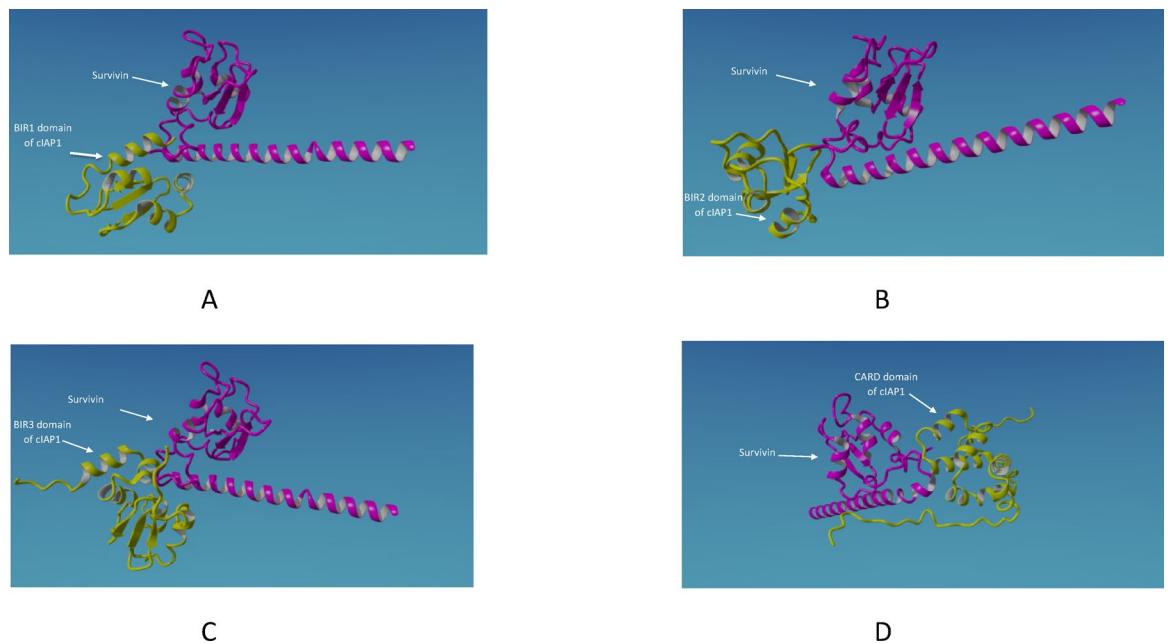 Survivin
BIR1 domain
of cIAP1
A
Survivin
BIR2 domain
of cIAP1
B
Survivin
BIR3 domain
of cIAP1
C
CARD domain
of cIAP1
Survivin
D